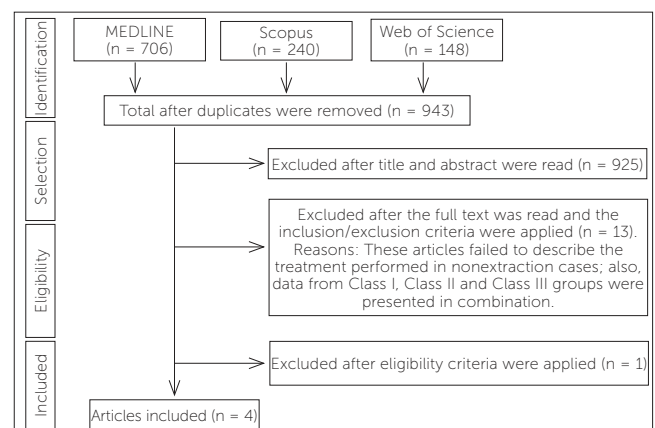 Identification
MEDLINE
(n = 706)
Scopus
(n = 240)
Web of Science
(n = 148)
Total after duplicates were removed (n = 943)
Selection
Excluded after title and abstract were read (n = 925)
Eligibility
Excluded after the full text was read and the
inclusion/exclusion criteria were applied (n = 13).
Reasons: These articles failed to describe the
treatment performed in nonextraction cases; also,
data from Class I, Class II and Class III groups were
presented in combination.
Included
Excluded after eligibility criteria were applied (n = 1)
Articles included (n = 4)